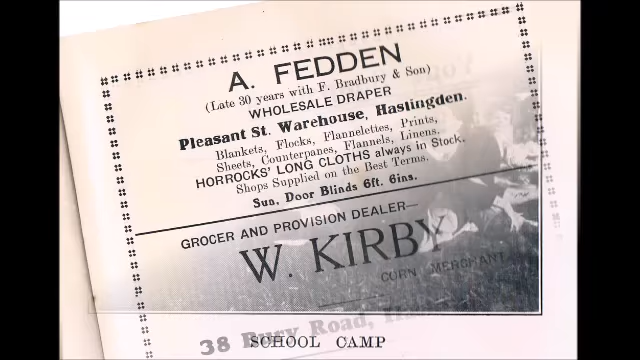 A. FEDDEN
(Late 30 years with F. Bradbury & Son)
WHOLESALE DRAPER
Pleasant St. Warehouse, Hastingden.
Blankets, Flocks, Flannelettes, Prints,
Sheets, Counterpanes, Flannels, Linens.
HORROCKS' LONG CLOTHS always in Stock.
Shops Supplied on the Best Terms.
Sun, Door Blinds 6ft. 6ins.
GROCER AND PROVISION DEALER—
W. KIRBY
CORN MERCHANT
38 Bury Road,
SCHOOL CAMP